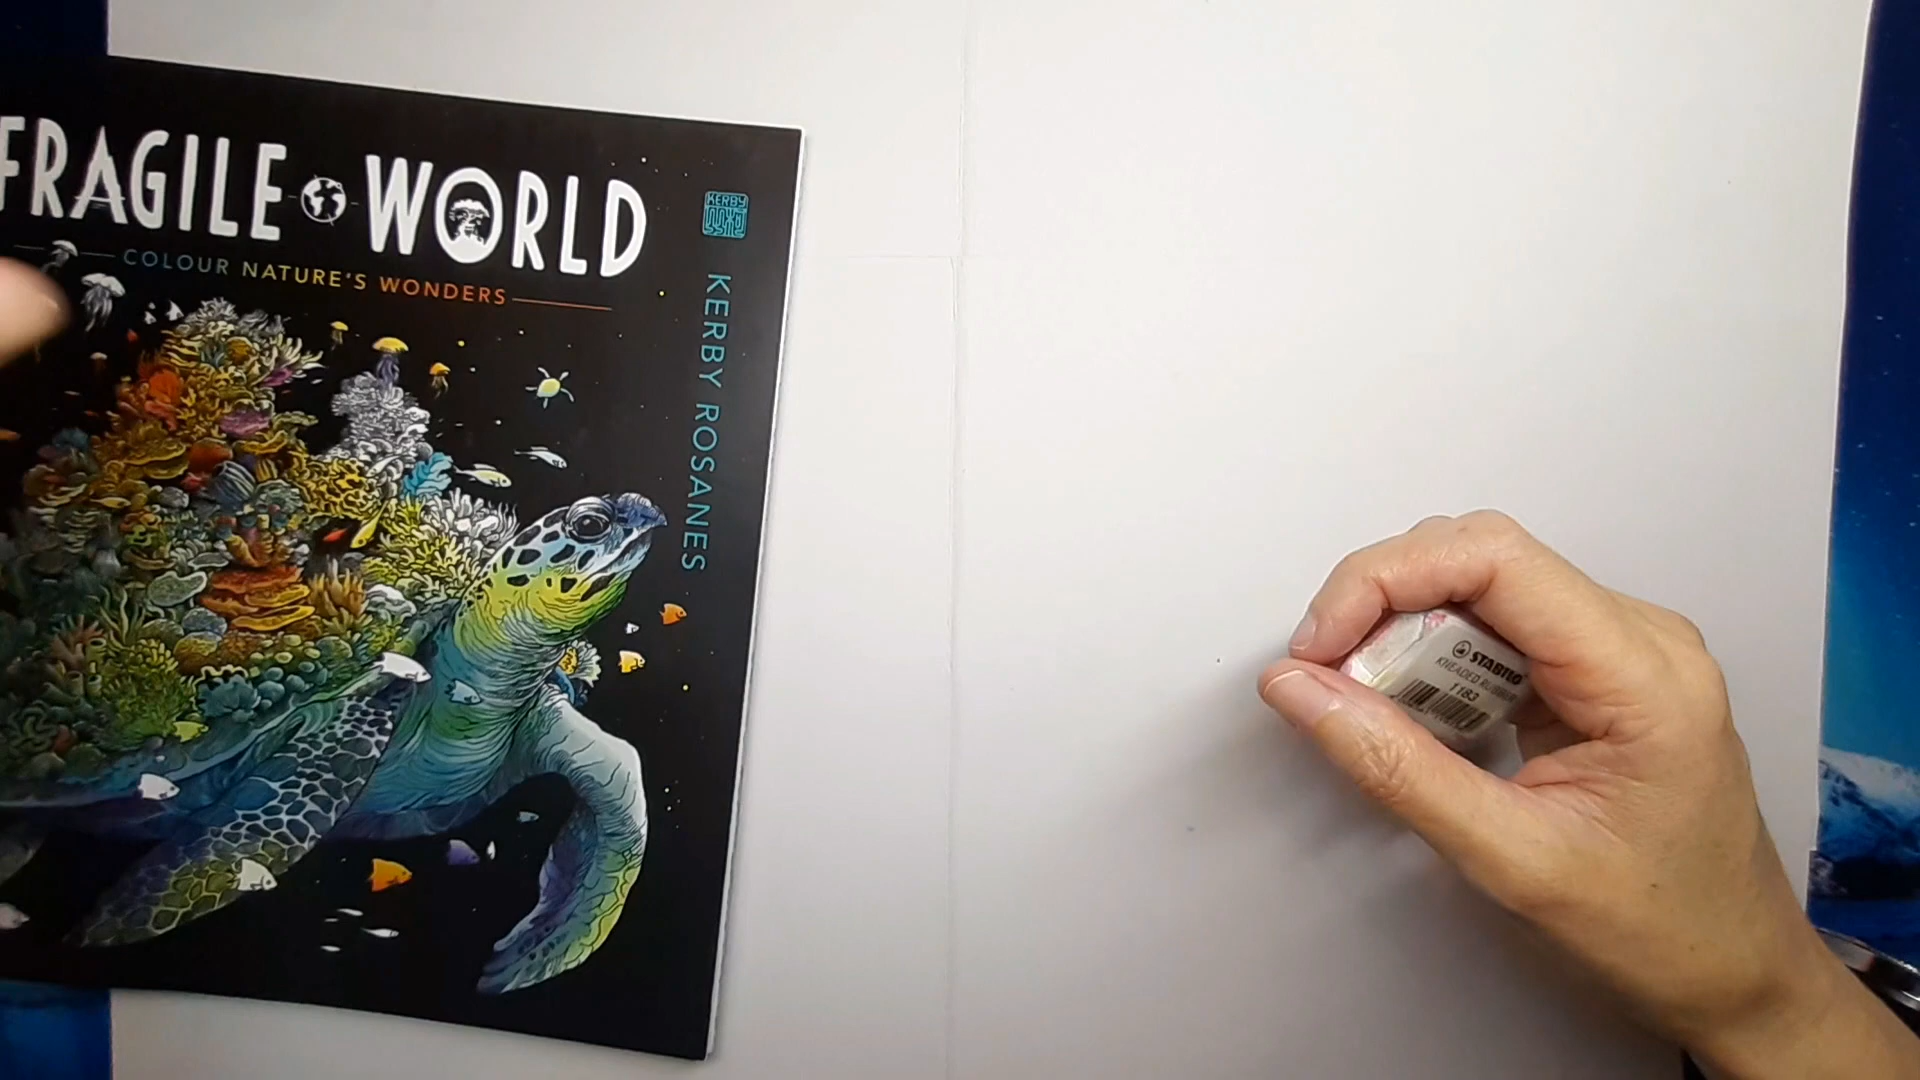 FRAGILE WORLD
COLOUR NATURE'S WONDERS
KERBY
KERBY ROSANES
STABILO
KNEADED RUBBER
1183